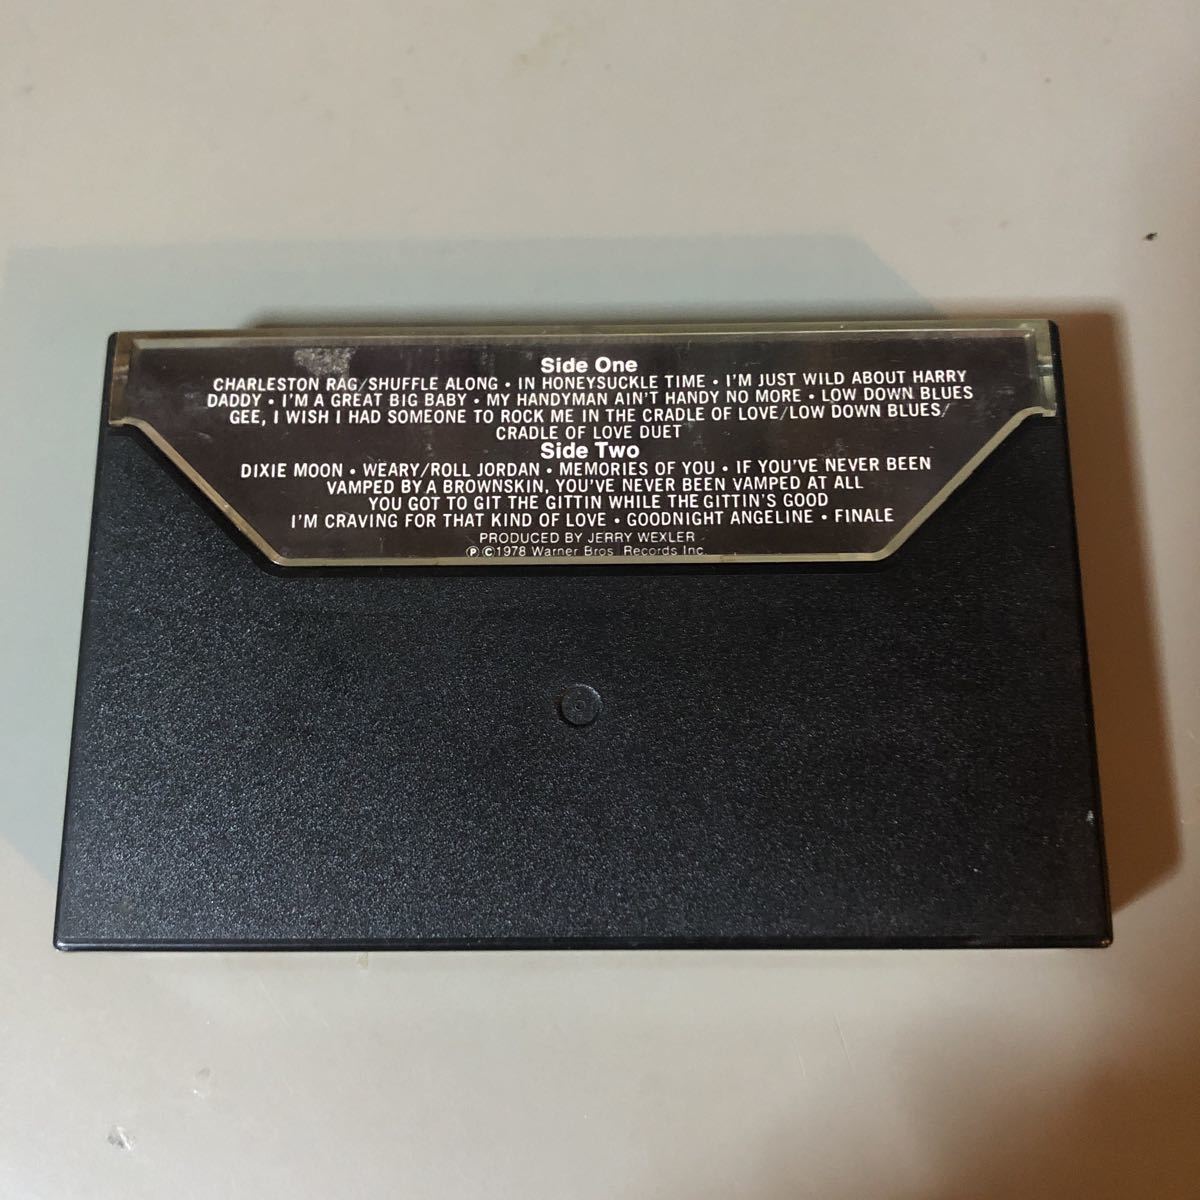 Side One
CHARLESTON RAG/SHUFFLE ALONG • IN HONEYSUCKLE TIME • I'M JUST WILD ABOUT HARRY
DADDY • I'M A GREAT BIG BABY • MY HANDYMAN AIN'T HANDY NO MORE • LOW DOWN BLUES
GEE, I WISH I HAD SOMEONE TO ROCK ME IN THE CRADLE OF LOVE/LOW DOWN BLUES/
CRADLE OF LOVE DUET
Side Two
DIXIE MOON • WEARY/ROLL JORDAN • MEMORIES OF YOU • IF YOU'VE NEVER BEEN
VAMPED BY A BROWNSKIN, YOU'VE NEVER BEEN VAMPED AT ALL
YOU GOT TO GIT THE GITTIN WHILE THE GITTIN'S GOOD
I'M CRAVING FOR THAT KIND OF LOVE • GOODNIGHT ANGELINE • FINALE
PRODUCED BY JERRY WEXLER
℗©1978 Warner Bros. Records Inc.